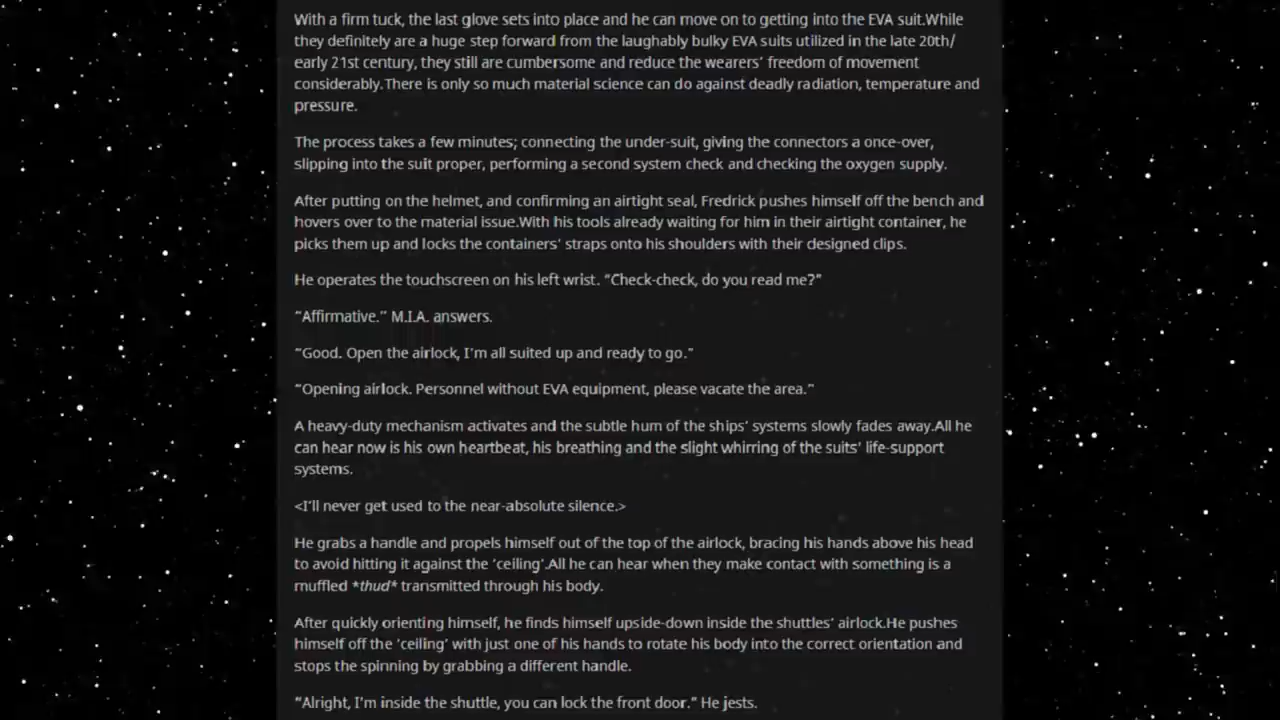 With a firm tuck, the last glove sets into place and he can move on to getting into the EVA suit.While
they definitely are a huge step forward from the laughably bulky EVA suits utilized in the late 20th/
early 21st century, they still are cumbersome and reduce the wearers' freedom of movement
considerably.There is only so much material science can do against deadly radiation, temperature and
pressure.
The process takes a few minutes; connecting the under-suit, giving the connectors a once-over,
slipping into the suit proper, performing a second system check and checking the oxygen supply.
After putting on the helmet, and confirming an airtight seal, Fredrick pushes himself off the bench and
hovers over to the material issue.With his tools already waiting for him in their airtight container, he
picks them up and locks the containers' straps onto his shoulders with their designed clips.
He operates the touchscreen on his left wrist. “Check-check, do you read me?”
“Affirmative.” M.I.A. answers.
“Good. Open the airlock, I'm all suited up and ready to go.”
“Opening airlock. Personnel without EVA equipment, please vacate the area.”
A heavy-duty mechanism activates and the subtle hum of the ships' systems slowly fades away.All he
can hear now is his own heartbeat, his breathing and the slight whirring of the suits' life-support
systems.
<I'll never get used to the near-absolute silence.>
He grabs a handle and propels himself out of the top of the airlock, bracing his hands above his head
to avoid hitting it against the ‘ceiling’.All he can hear when they make contact with something is a
muffled *thud* transmitted through his body.
After quickly orienting himself, he finds himself upside-down inside the shuttles' airlock.He pushes
himself off the ‘ceiling’ with just one of his hands to rotate his body into the correct orientation and
stops the spinning by grabbing a different handle.
“Alright, I'm inside the shuttle, you can lock the front door.” He jests.